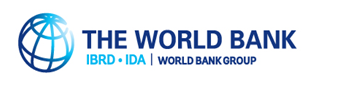 THE WORLD BANK
IBRD • IDA | WORLD BANK GROUP